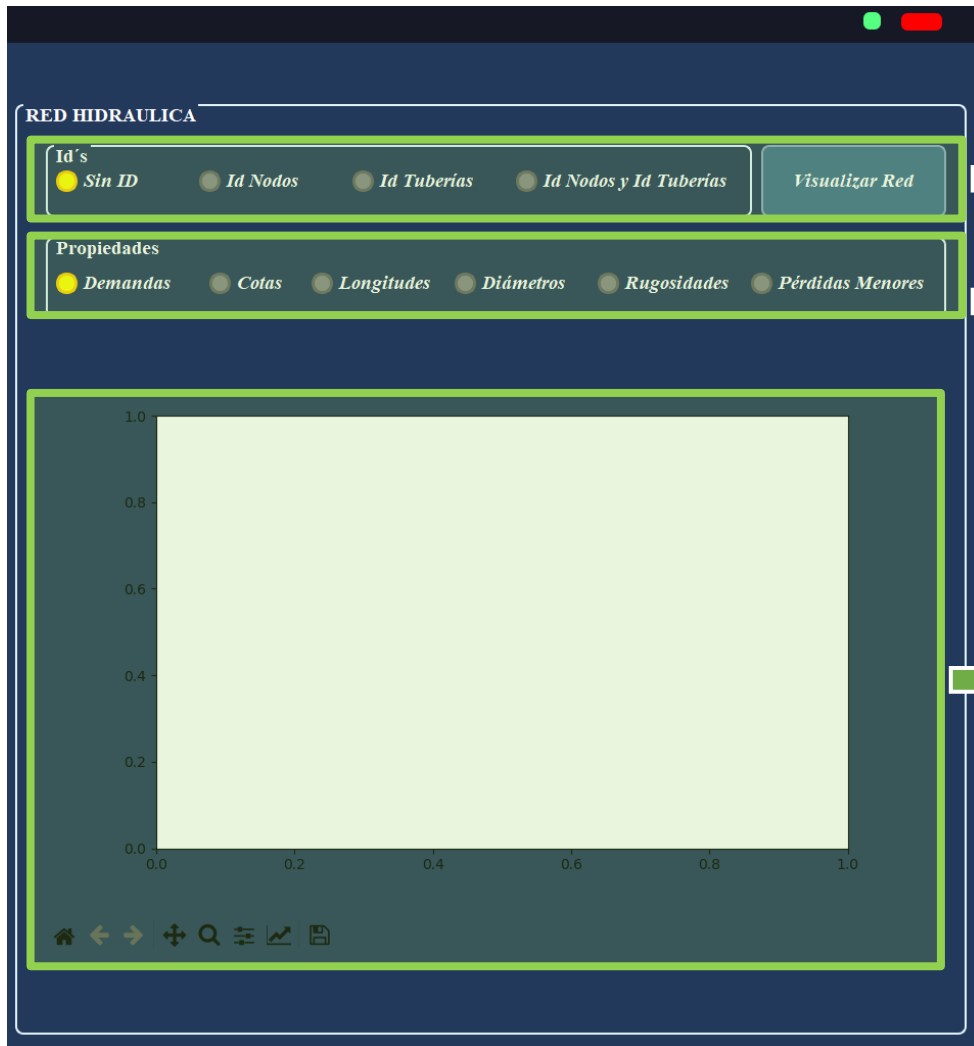 RED HIDRAULICA
Id´s
Sin ID Id Nodos Id Tuberías Id Nodos y Id Tuberías Visualizar Red
Propiedades
Demandas Cotas Longitudes Diámetros Rugosidades Pérdidas Menores
1.0
0.8
0.6
0.4
0.2
0.0
0.0 0.2 0.4 0.6 0.8 1.0